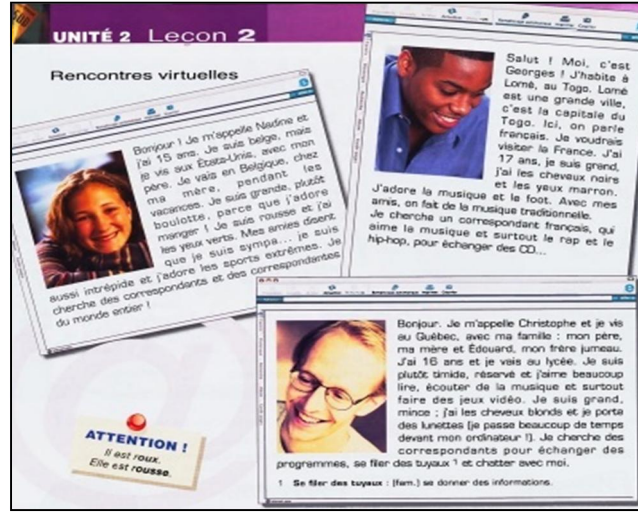 UNITÉ 2 Leçon 2
Rencontres virtuelles
Bonjour ! Je m'appelle Nadine et
j'ai 15 ans. Je suis belge, mais
je vis aux États-Unis, avec mon
père. Je vais en Belgique, chez
ma mère, pendant les
vacances. Je suis grande, plutôt
boulotte, parce que j'adore
manger ! Je suis rousse et j'ai
les yeux verts. Mes amies disent
que je suis sympa... je suis
aussi intrépide et j'adore les sports extrêmes. Je
cherche des correspondants et des correspondantes
du monde entier !
Salut ! Moi, c'est
Georges ! J'habite à
Lomé, au Togo. Lomé
est une grande ville,
c'est la capitale du
Togo. Ici, on parle
français. Je voudrais
visiter la France. J'ai
17 ans, je suis grand,
j'ai les cheveux noirs
et les yeux marron.
J'adore la musique et le foot. Avec mes
amis, on fait de la musique traditionnelle.
Je cherche un correspondant français, qui
aime la musique et surtout le rap et le
hip-hop, pour échanger des CD...
Bonjour. Je m'appelle Christophe et je vis
au Québec, avec ma famille : mon père,
ma mère et Édouard, mon frère jumeau.
J'ai 16 ans et je vais au lycée. Je suis
plutôt timide, réservé et j'aime beaucoup
lire, écouter de la musique et surtout
faire des jeux vidéo. Je suis grand,
mince ; j'ai les cheveux blonds et je porte
des lunettes (je passe beaucoup de temps
devant mon ordinateur !). Je cherche des
correspondants pour échanger des
programmes, se filer des tuyaux ¹ et chatter avec moi.
1 Se filer des tuyaux : (fam.) se donner des informations.
ATTENTION !
Il est roux.
Elle est rousse.